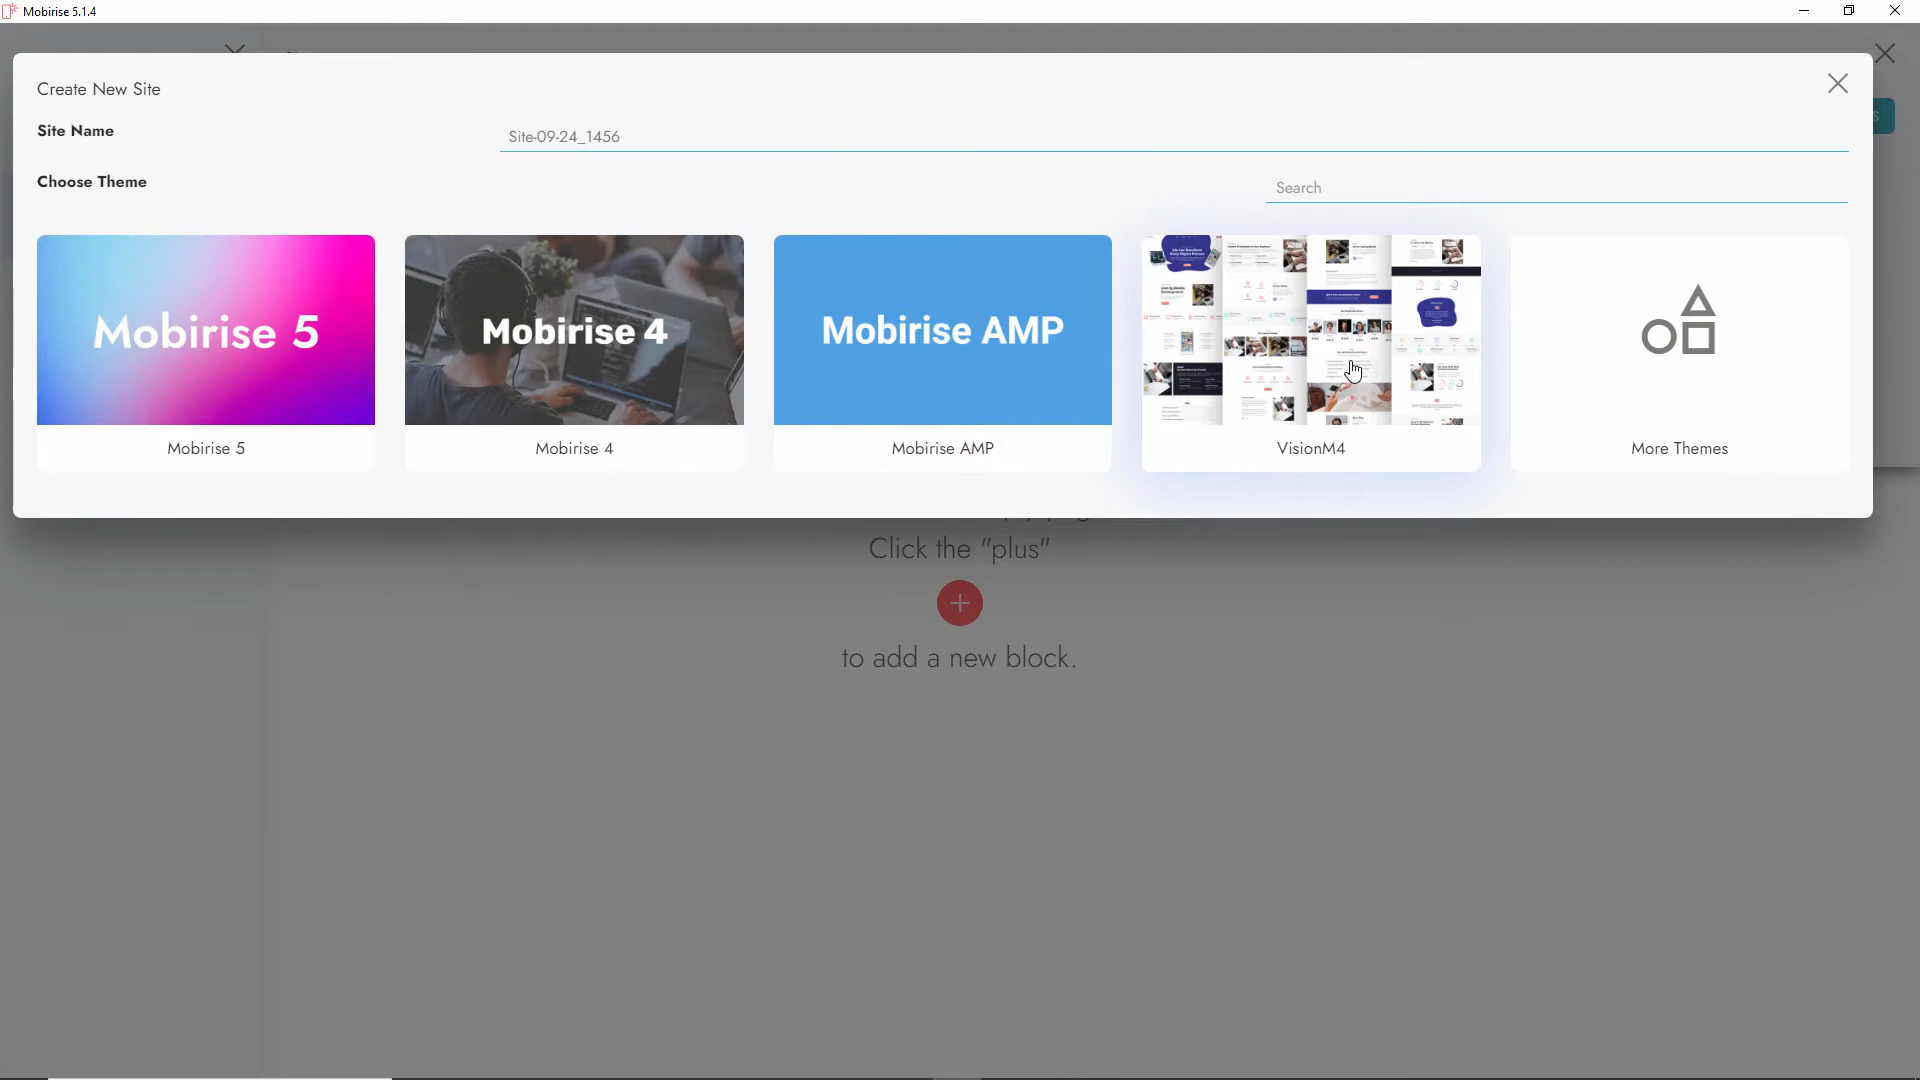 Mobirise 5.1.4
Create New Site
Site Name
Site-09-24_1456
Choose Theme
Search
Mobirise 5
Mobirise 4
Mobirise AMP
Mobirise 5
Mobirise 4
Mobirise AMP
VisionM4
More Themes
Click the "plus"
to add a new block.